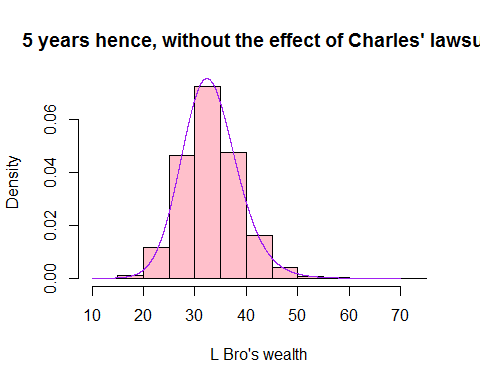 5 years hence, without the effect of Charles'
Density
0.00 0.02 0.04 0.06
10 20 30 40 50 60 70
L Bro's wealth